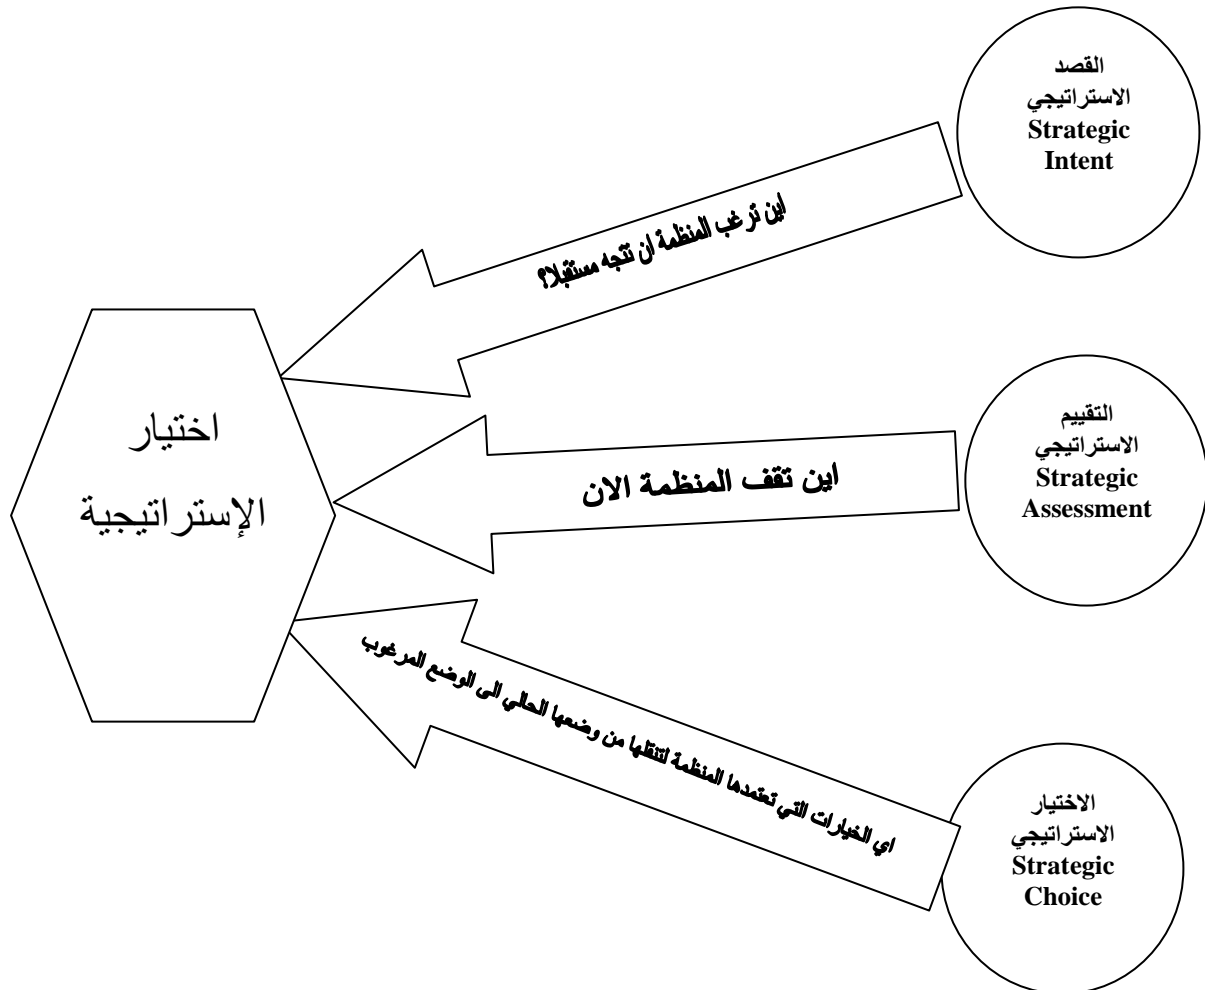 القصد
الاستراتيجي
Strategic
Intent
اين ترغب المنظمة ان تتجه مستقبلا؟
التقييم
الاستراتيجي
Strategic
Assessment
اين تقف المنظمة الان
اختيار
الإستراتيجية
الاختيار
الاستراتيجي
Strategic
Choice
اي الخيارات التي تعتمدها المنظمة لتنقلها من وضعها الحالي الى الوضع المرغوب